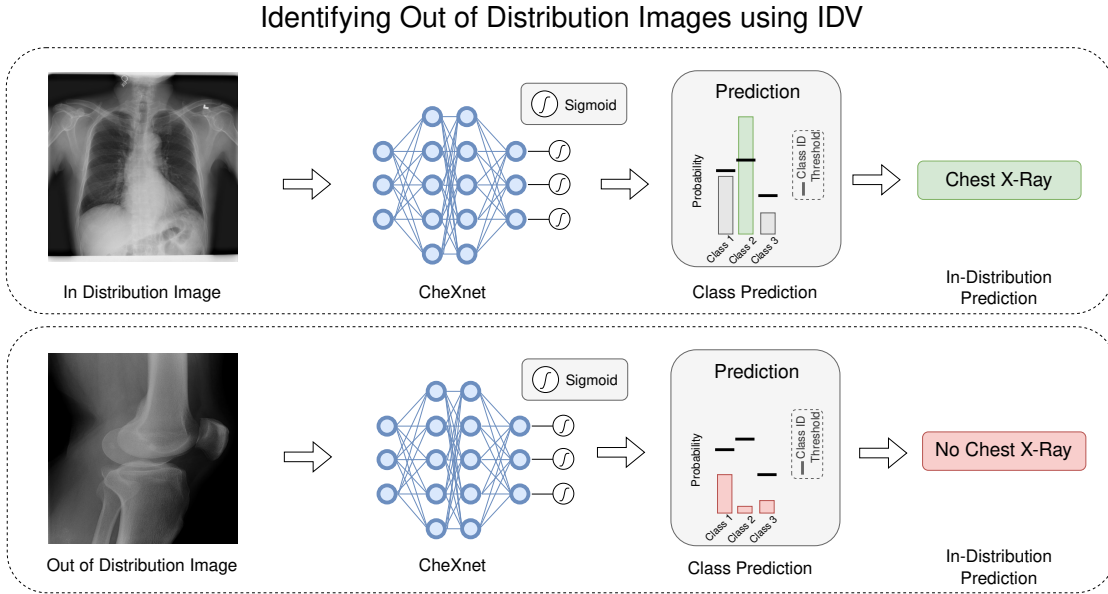 Identifying Out of Distribution Images using IDV
Sigmoid
Prediction
Probability
Class ID
Threshold
Class 1
Class 2
Class 3
Chest X-Ray
L
In Distribution Image
CheXnet
Class Prediction
In-Distribution
Prediction
Sigmoid
Prediction
Probability
Class ID
Threshold
Class 1
Class 2
Class 3
No Chest X-Ray
Out of Distribution Image
CheXnet
Class Prediction
In-Distribution
Prediction